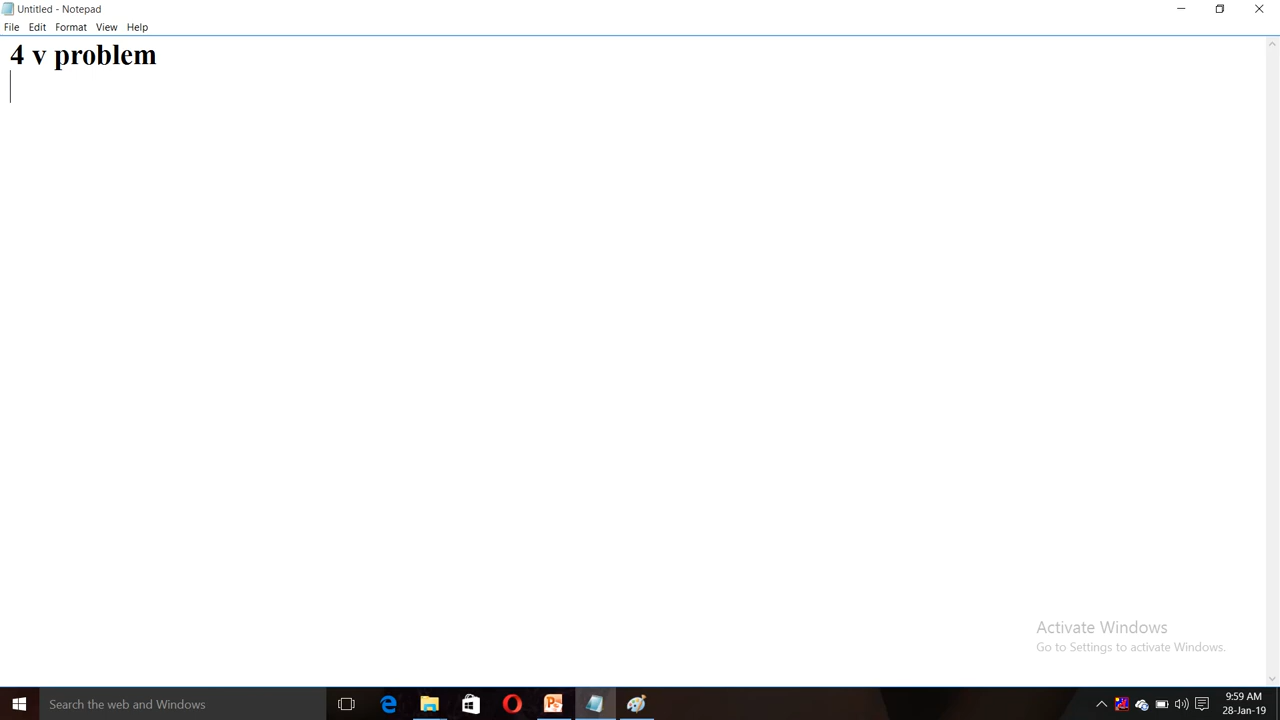 Untitled - Notepad
File Edit Format View Help
4 v problem
Activate Windows
Go to Settings to activate Windows.
Search the web and Windows
9:59 AM
28-Jan-19